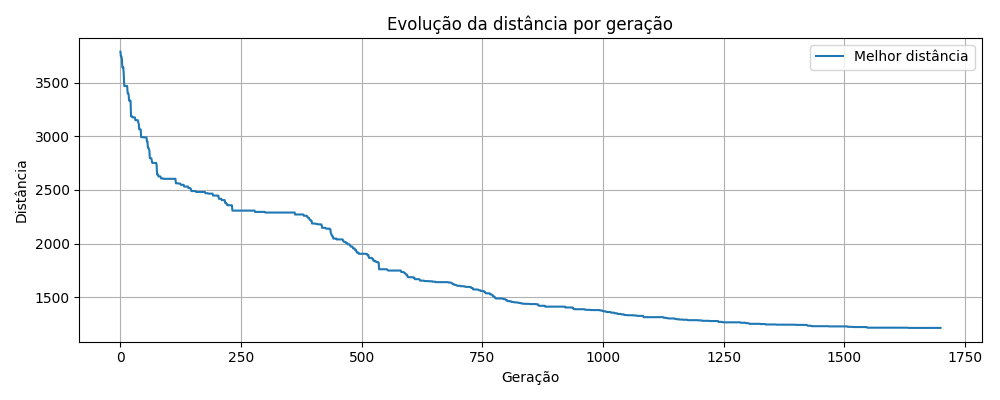 Evolução da distância por geração
Melhor distância
Distância
3500
3000
2500
2000
1500
0 250 500 750 1000 1250 1500 1750
Geração